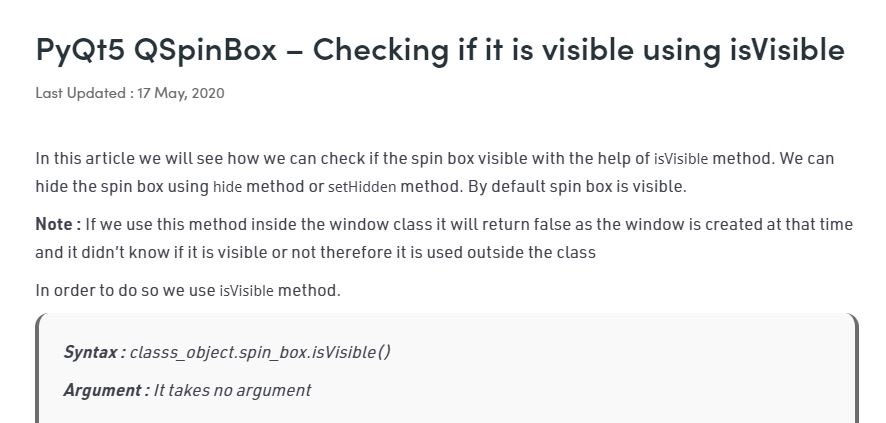 PyQt5 QSpinBox – Checking if it is visible using isVisible
Last Updated : 17 May, 2020
In this article we will see how we can check if the spin box visible with the help of isVisible method. We can
hide the spin box using hide method or setHidden method. By default spin box is visible.
Note : If we use this method inside the window class it will return false as the window is created at that time
and it didn't know if it is visible or not therefore it is used outside the class
In order to do so we use isVisible method.
Syntax : classs_object.spin_box.isVisible()
Argument : It takes no argument